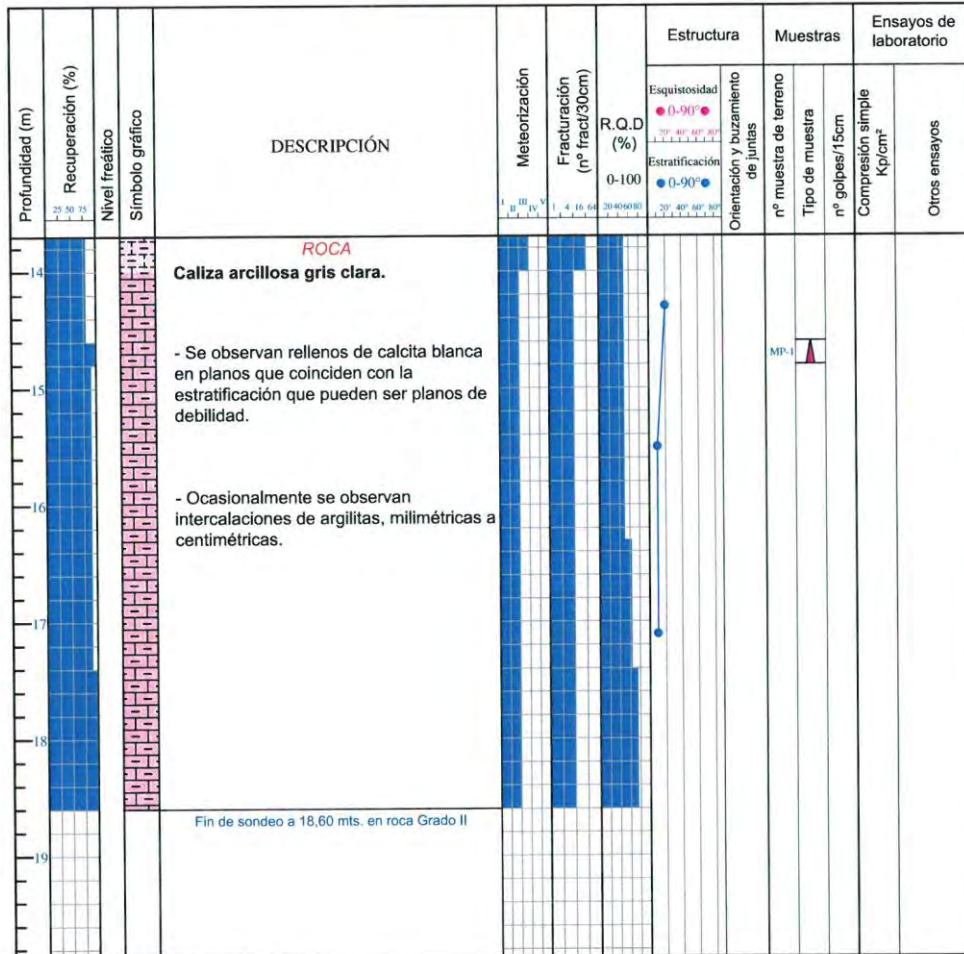 Profundidad (m)
Recuperación (%)
25 50 75
Nivel freático
Símbolo gráfico
DESCRIPCIÓN
Meteorización
I II III IV V
Fracturación
(nº fract/30cm)
1 4 16 64
R.Q.D
(%)
0-100
20 40 60 80
Estructura
Esquistosidad
0-90°
20° 40° 60° 80°
Estratificación
0-90°
20° 40° 60° 80°
Orientación y buzamiento
de juntas
Muestras
nº muestra de terreno
Tipo de muestra
nº golpes/15cm
Ensayos de
laboratorio
Compresión simple
Kp/cm²
Otros ensayos
ROCA
Caliza arcillosa gris clara.
14
- Se observan rellenos de calcita blanca
en planos que coinciden con la
estratificación que pueden ser planos de
debilidad.
MP-1
15
- Ocasionalmente se observan
intercalaciones de argilitas, milimétricas a
centimétricas.
16
17
18
Fin de sondeo a 18,60 mts. en roca Grado II
19